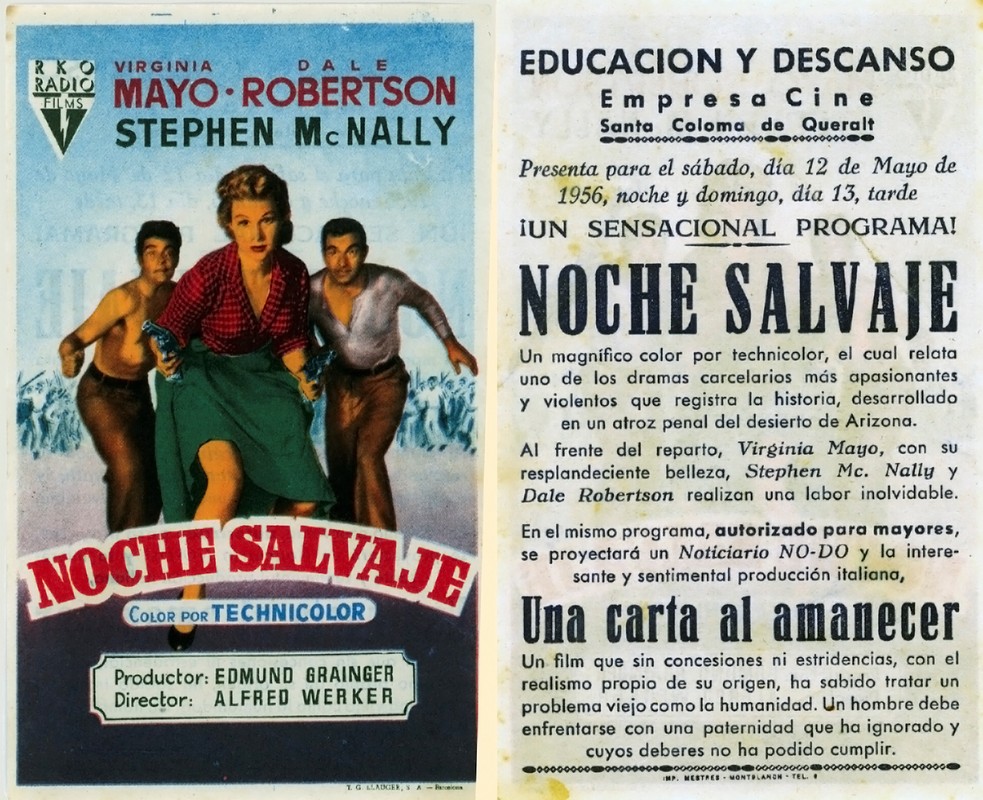 RKO
RADIO
FILMS
VIRGINIA DALE
MAYO · ROBERTSON
STEPHEN McNALLY
NOCHE SALVAJE
COLOR POR TECHNICOLOR
Productor: EDMUND GRAINGER
Director: ALFRED WERKER
EDUCACION Y DESCANSO
Empresa Cine
Santa Coloma de Queralt
Presenta para el sábado, día 12 de Mayo de
1956, noche y domingo, día 13, tarde
¡UN SENSACIONAL PROGRAMA!
NOCHE SALVAJE
Un magnífico color por technicolor, el cual relata
uno de los dramas carcelarios más apasionantes
y violentos que registra la historia, desarrollado
en un atroz penal del desierto de Arizona.
Al frente del reparto, Virginia Mayo, con su
resplandeciente belleza, Stephen Mc. Nally y
Dale Robertson realizan una labor inolvidable.
En el mismo programa, autorizado para mayores,
se proyectará un Noticiario NO-DO y la intere-
sante y sentimental producción italiana,
Una carta al amanecer
Un film que sin concesiones ni estridencias, con el
realismo propio de su origen, ha sabido tratar un
problema viejo como la humanidad. Un hombre debe
enfrentarse con una paternidad que ha ignorado y
cuyos deberes no ha podido cumplir.
IMP. MESTRES - MONTBLANCH - TEL.